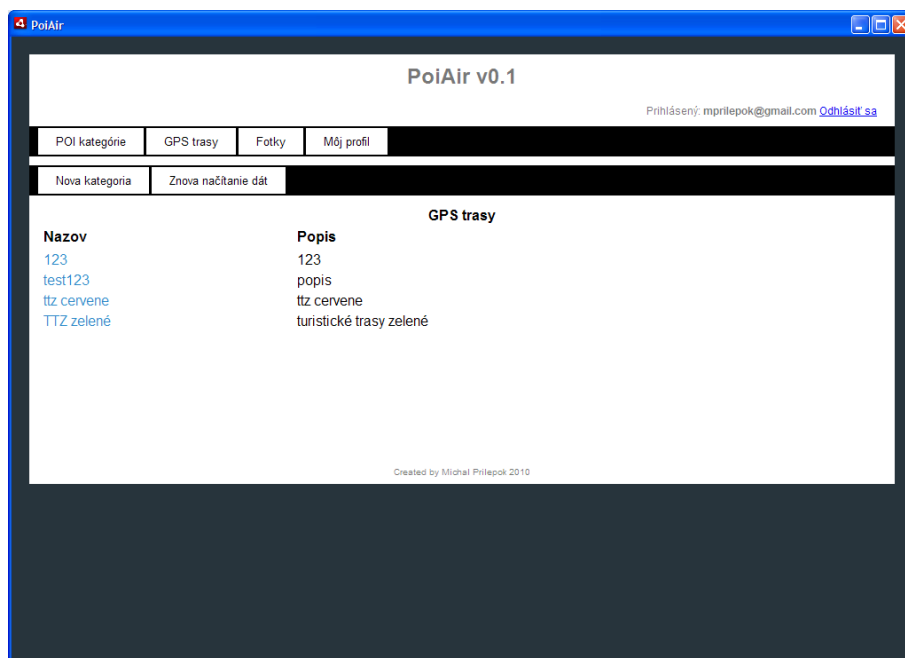 PoiAir
PoiAir v0.1
Prihlásený: mprilepok@gmail.com Odhlásiť sa
POI kategórie GPS trasy Fotky Môj profil
Nova kategoria Znova načítanie dát
GPS trasy
Nazov Popis
123 123
test123 popis
ttz cervene ttz cervene
TTZ zelené turistické trasy zelené
Created by Michal Prilepok 2010